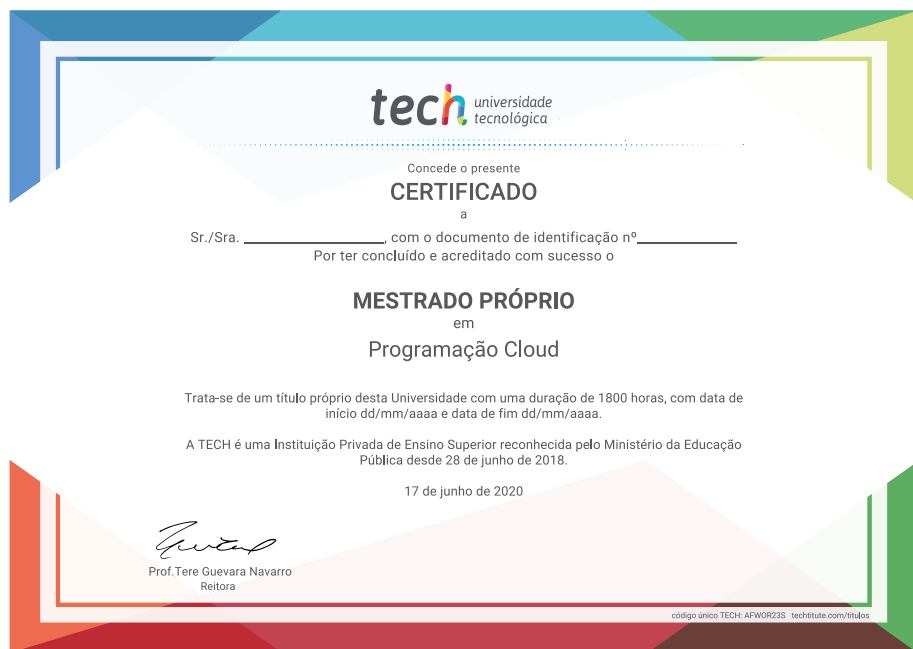 tech universidade
tecnológica
Concede o presente
CERTIFICADO
a
Sr./Sra. ____________________, com o documento de identificação nº______________
Por ter concluído e acreditado com sucesso o
MESTRADO PRÓPRIO
em
Programação Cloud
Trata-se de um título próprio desta Universidade com uma duração de 1800 horas, com data de
início dd/mm/aaaa e data de fim dd/mm/aaaa.
A TECH é uma Instituição Privada de Ensino Superior reconhecida pelo Ministério da Educação
Pública desde 28 de junho de 2018.
17 de junho de 2020
Prof.Tere Guevara Navarro
Reitora
código único TECH: AFWOR23S techtitute.com/titulos